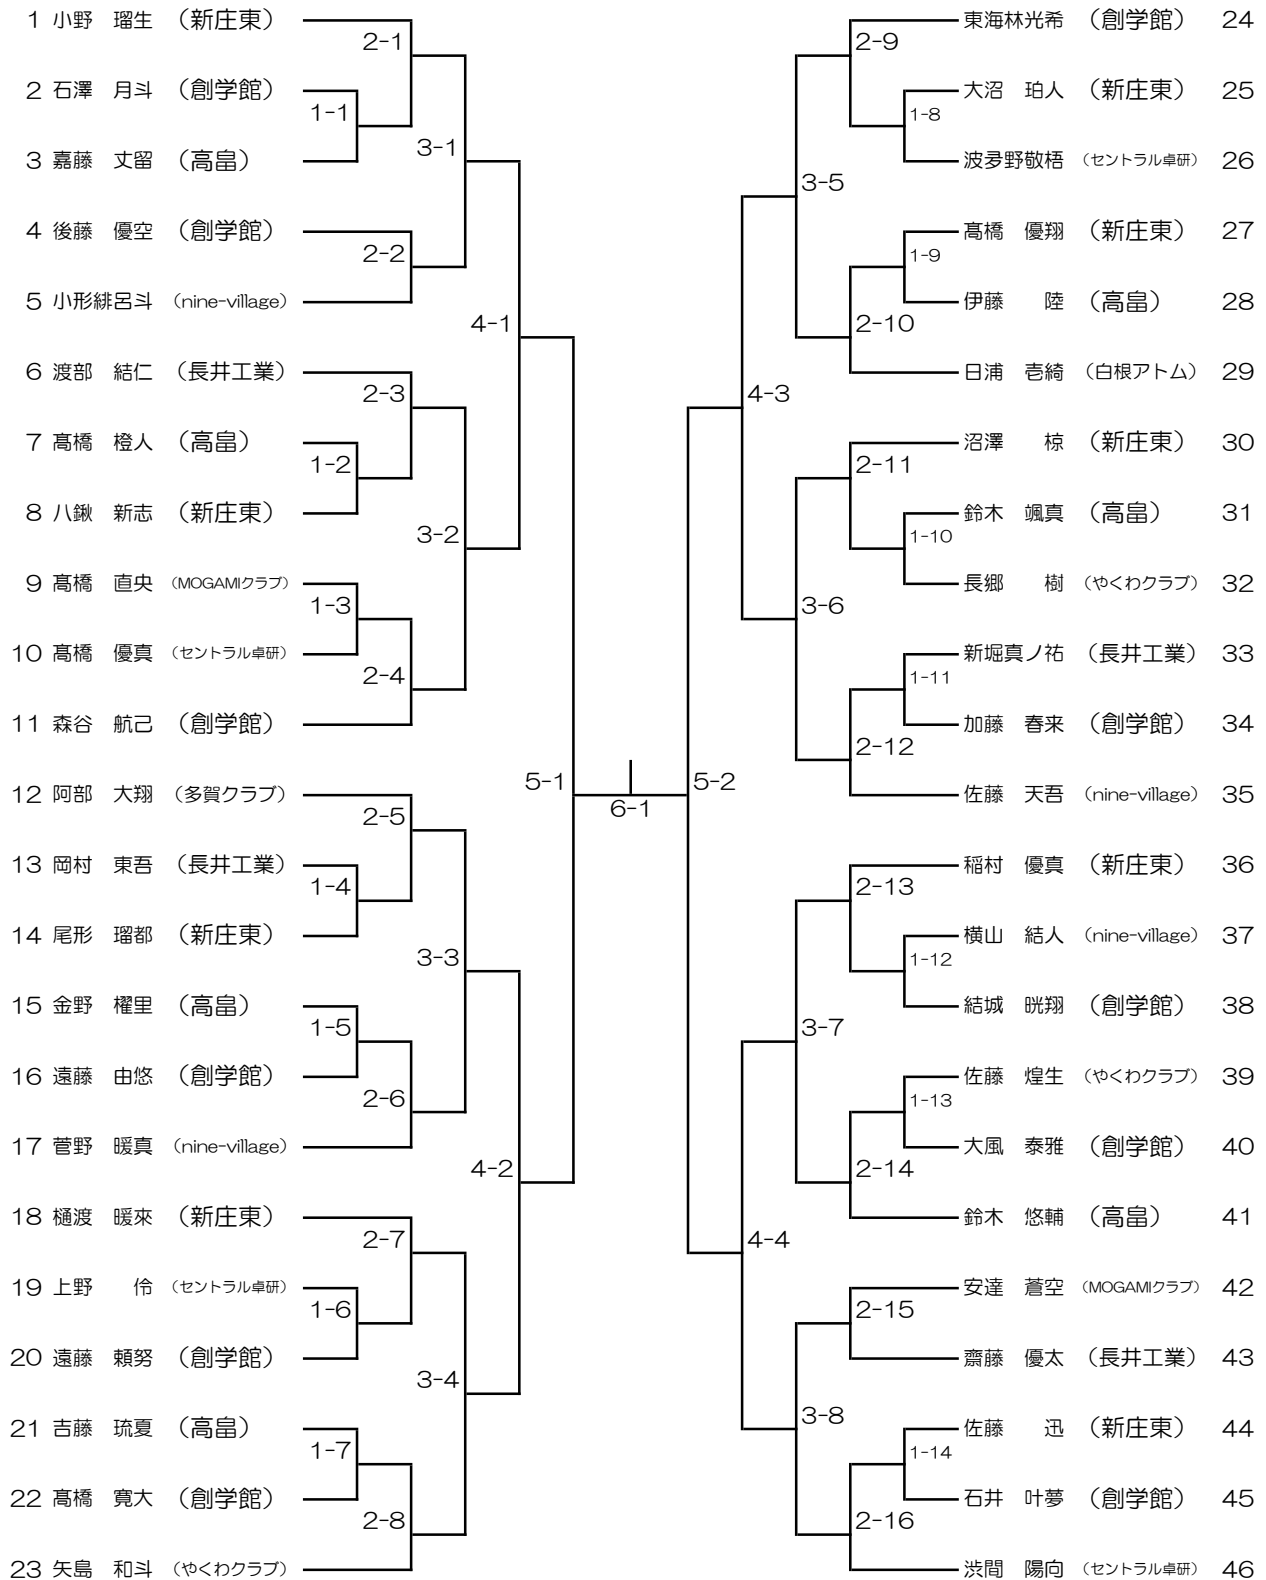 1 小野　瑠生 （新庄東）
2-1
2 石澤　月斗 （創学館）
1-1
3 嘉藤　丈留 （高畠）
3-1
4 後藤　優空 （創学館）
2-2
5 小形緋呂斗 （nine-village）
4-1
6 渡部　結仁 （長井工業）
2-3
7 髙橋　橙人 （高畠）
1-2
8 八鍬　新志 （新庄東）
3-2
9 髙橋　直央 （MOGAMIクラブ）
1-3
10 髙橋　優真 （セントラル卓研）
2-4
11 森谷　航己 （創学館）
5-1
12 阿部　大翔 （多賀クラブ）
2-5
13 岡村　東吾 （長井工業）
1-4
14 尾形　瑠都 （新庄東）
3-3
15 金野　櫂里 （高畠）
1-5
16 遠藤　由悠 （創学館）
2-6
17 菅野　暖真 （nine-village）
4-2
18 樋渡　暖來 （新庄東）
2-7
19 上野　　伶 （セントラル卓研）
1-6
20 遠藤　頼努 （創学館）
3-4
21 吉藤　琉夏 （高畠）
1-7
22 髙橋　寛大 （創学館）
2-8
23 矢島　和斗 （やくわクラブ）
6-1
東海林光希 （創学館） 24
2-9
大沼　珀人 （新庄東） 25
1-8
波夛野敬梧 （セントラル卓研） 26
3-5
髙橋　優翔 （新庄東） 27
1-9
伊藤　　陸 （高畠） 28
2-10
日浦　壱綺 （白根アトム） 29
4-3
沼澤　　椋 （新庄東） 30
2-11
鈴木　颯真 （高畠） 31
1-10
長郷　　樹 （やくわクラブ） 32
3-6
新堀真ノ祐 （長井工業） 33
1-11
加藤　春来 （創学館） 34
2-12
佐藤　天吾 （nine-village） 35
5-2
稲村　優真 （新庄東） 36
2-13
横山　結人 （nine-village） 37
1-12
結城　晄翔 （創学館） 38
3-7
佐藤　煌生 （やくわクラブ） 39
1-13
大風　泰雅 （創学館） 40
2-14
鈴木　悠輔 （高畠） 41
4-4
安達　蒼空 （MOGAMIクラブ） 42
2-15
齋藤　優太 （長井工業） 43
3-8
佐藤　　迅 （新庄東） 44
1-14
石井　叶夢 （創学館） 45
2-16
渋間　陽向 （セントラル卓研） 46